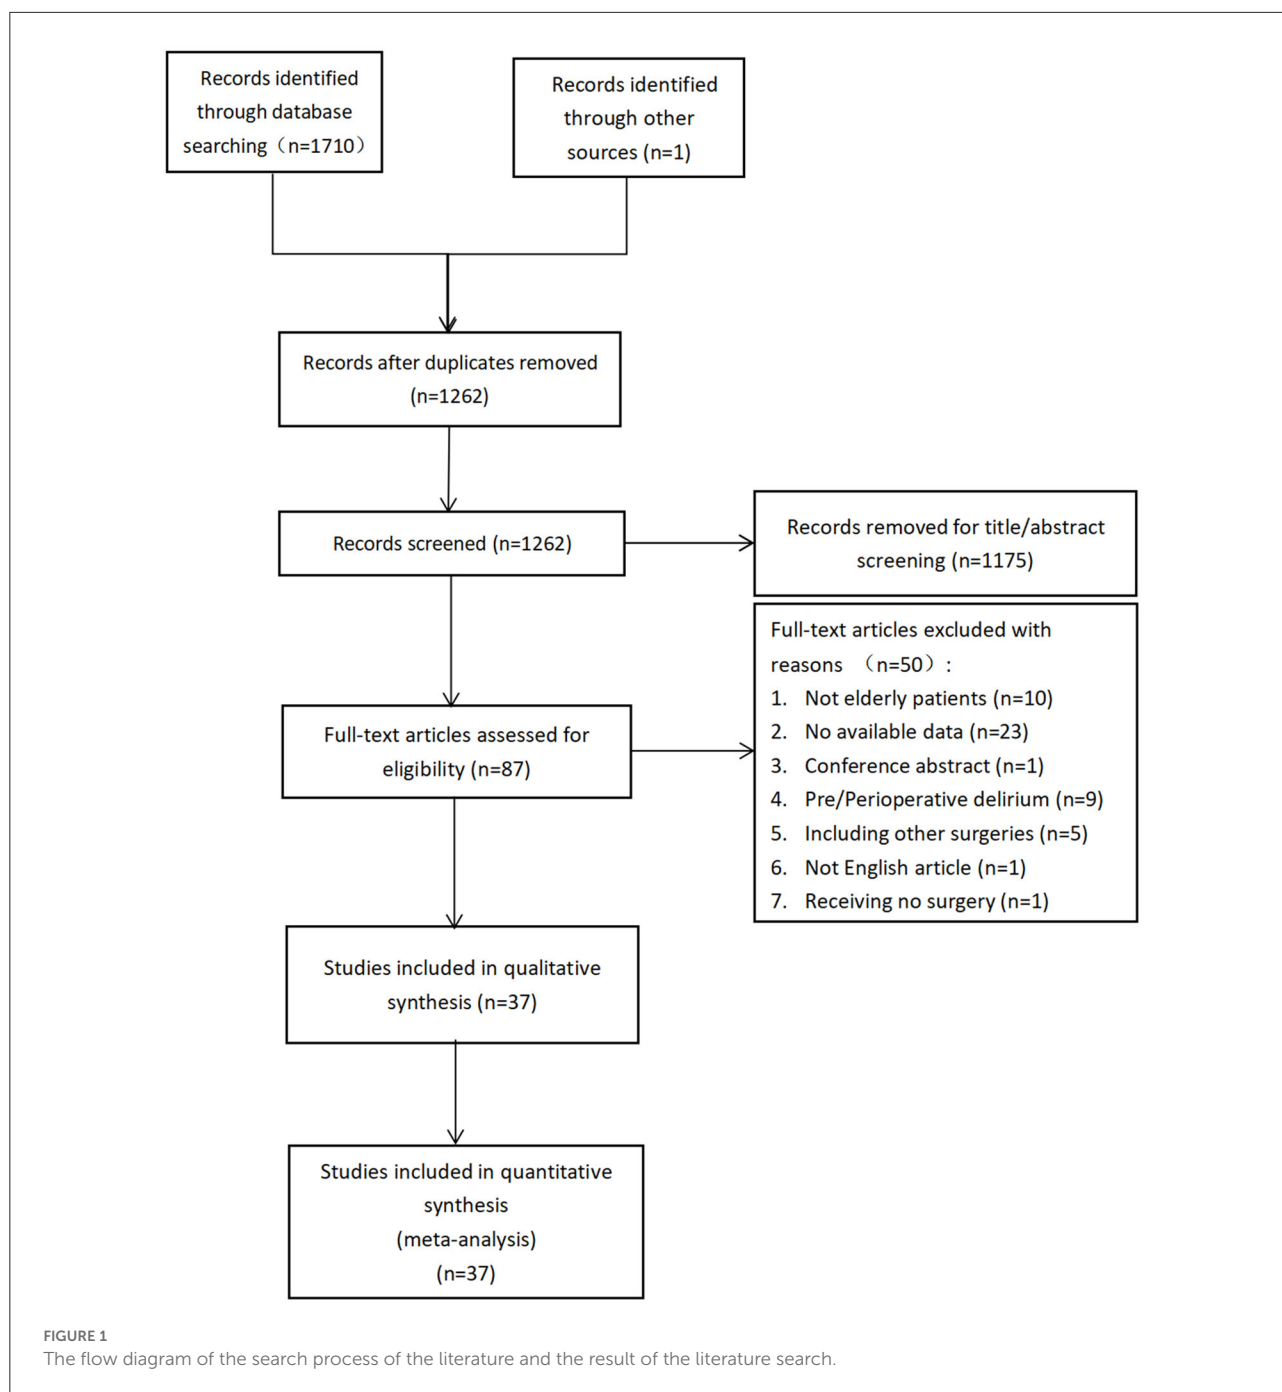 Records identified
through database
searching（n=1710）
Records identified
through other
sources (n=1)
Records after duplicates removed
(n=1262)
Records screened (n=1262)
Records removed for title/abstract
screening (n=1175)
Full-text articles assessed for
eligibility (n=87)
Full-text articles excluded with
reasons （n=50）:
1. Not elderly patients (n=10)
2. No available data (n=23)
3. Conference abstract (n=1)
4. Pre/Perioperative delirium (n=9)
5. Including other surgeries (n=5)
6. Not English article (n=1)
7. Receiving no surgery (n=1)
Studies included in qualitative
synthesis (n=37)
Studies included in quantitative
synthesis
(meta-analysis)
(n=37)
FIGURE 1
The flow diagram of the search process of the literature and the result of the literature search.